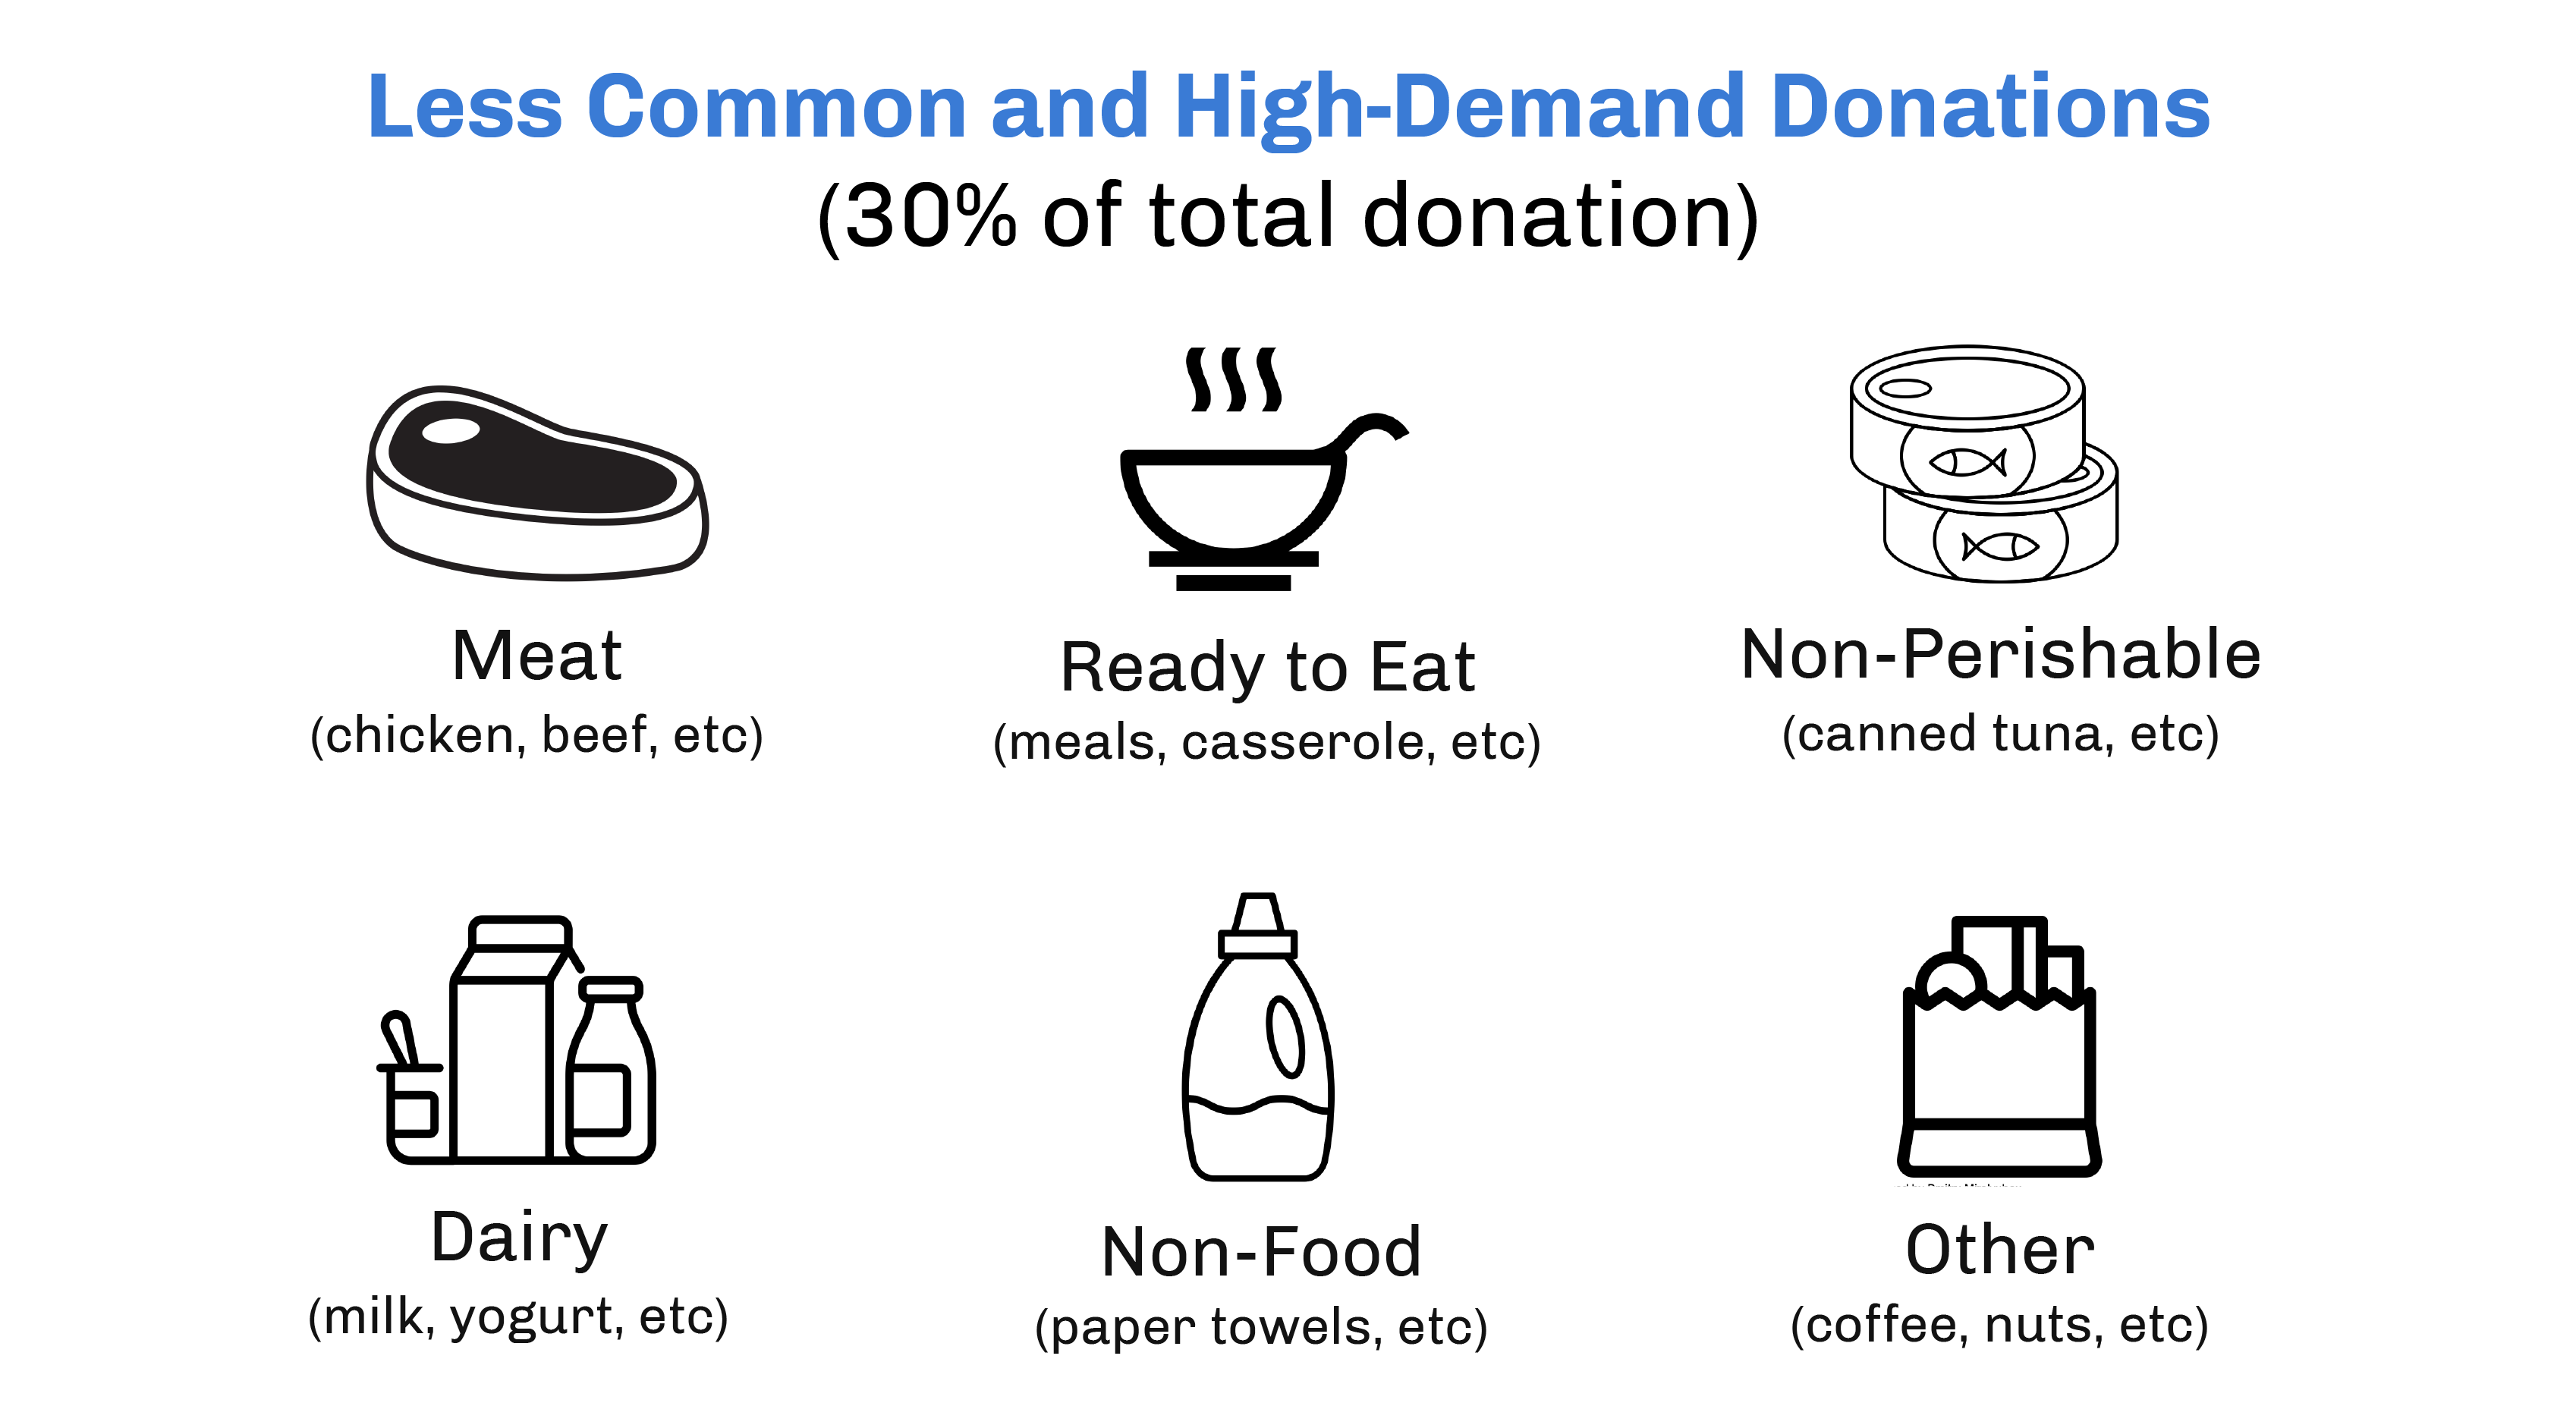 Less Common and High-Demand Donations
(30% of total donation)
Meat
(chicken, beef, etc)
Ready to Eat
(meals, casserole, etc)
Non-Perishable
(canned tuna, etc)
Dairy
(milk, yogurt, etc)
Non-Food
(paper towels, etc)
Other
(coffee, nuts, etc)